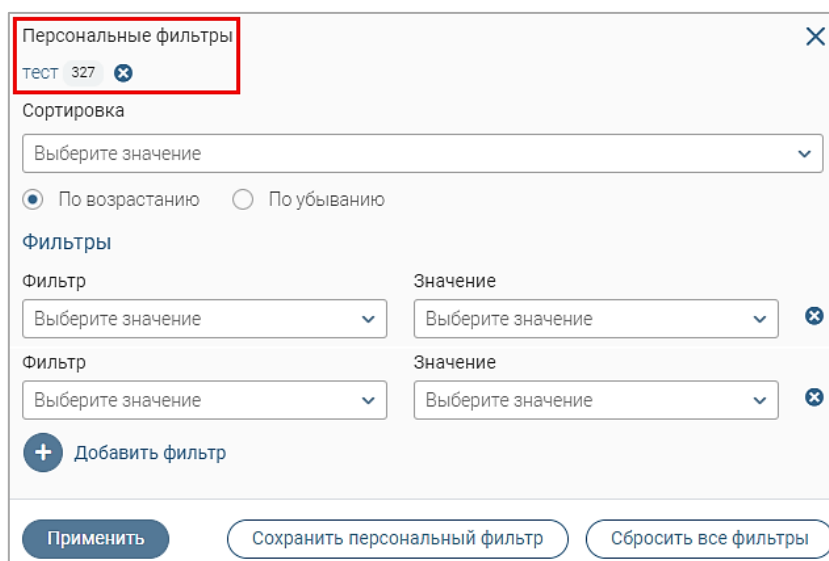 Персональные фильтры
тест 327
Сортировка
Выберите значение
По возрастанию По убыванию
Фильтры
Фильтр Значение
Выберите значение Выберите значение
Фильтр Значение
Выберите значение Выберите значение
Добавить фильтр
Применить Сохранить персональный фильтр Сбросить все фильтры